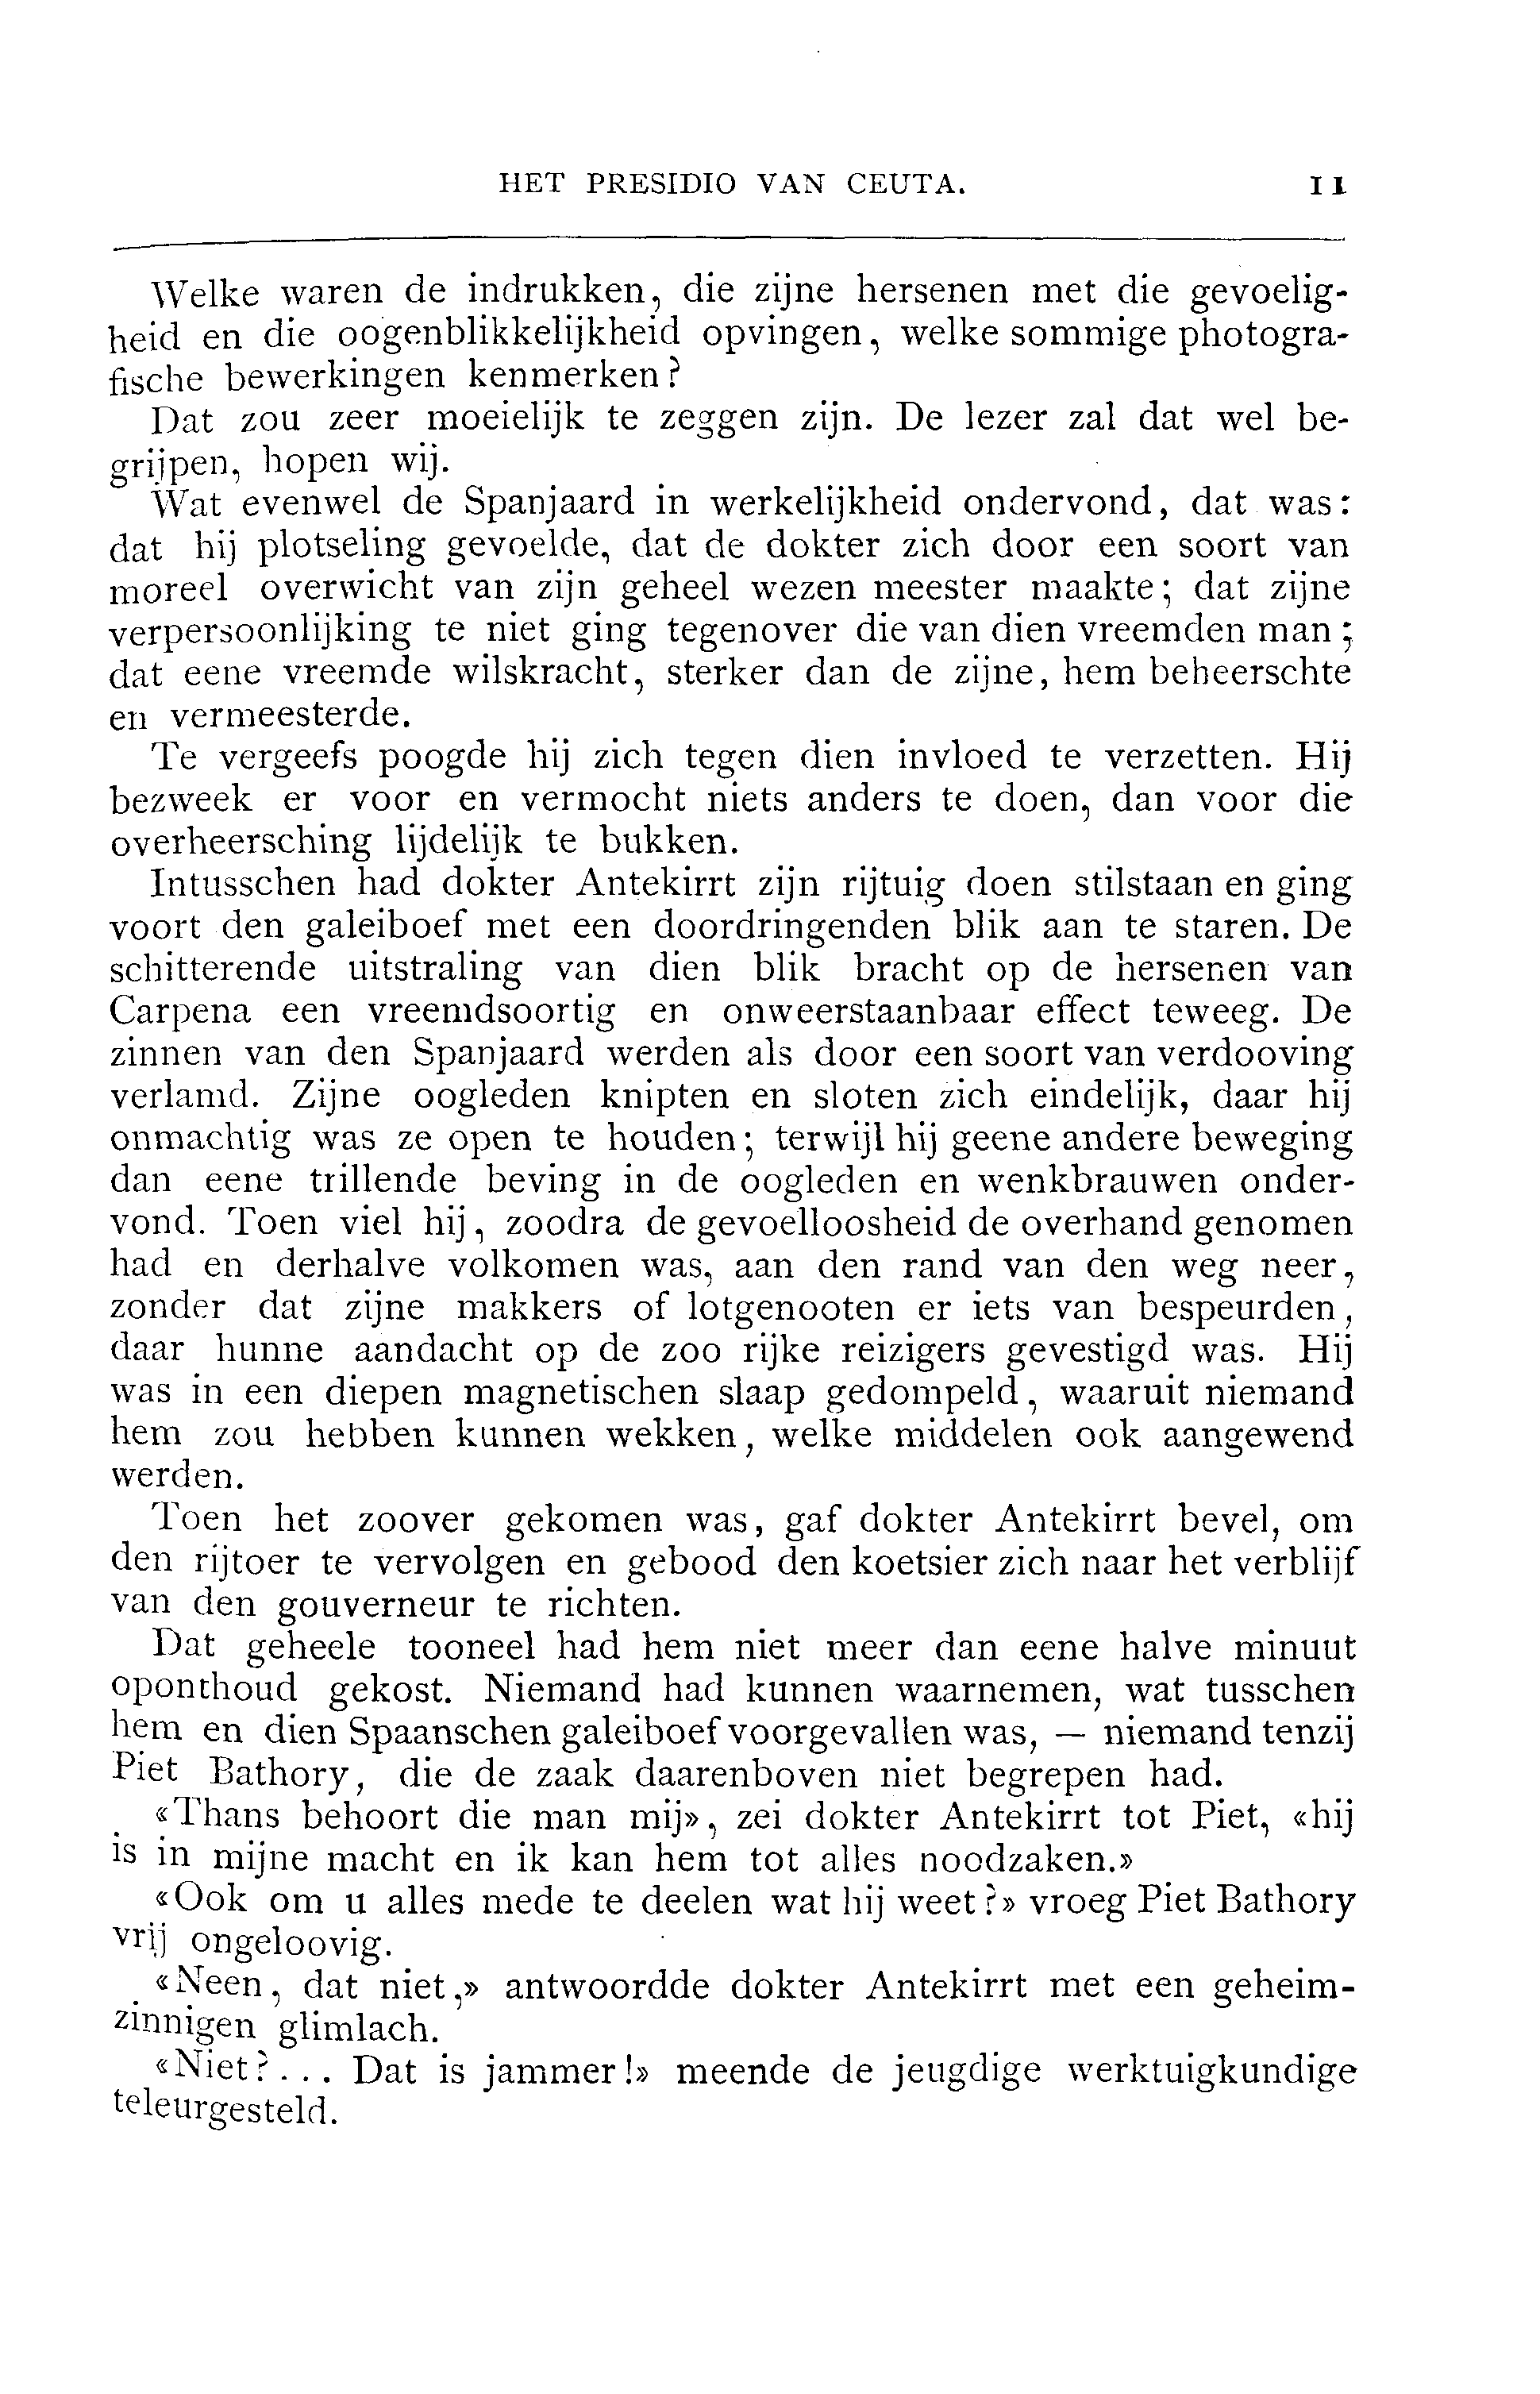 HET PRESIDIO VAN CEUTA. 11
Welke waren de indrukken, die zijne hersenen met die gevoelig-
heid en die oogenblikkelijkheid opvingen, welke sommige photogra-
fische bewerkingen kenmerken?
Dat zou zeer moeielijk te zeggen zijn. De lezer zal dat wel be-
grijpen, hopen wij.
Wat evenwel de Spanjaard in werkelijkheid ondervond, dat was:
dat hij plotseling gevoelde, dat de dokter zich door een soort van
moreel overwicht van zijn geheel wezen meester maakte; dat zijne
verpersoonlijking te niet ging tegenover die van dien vreemden man;
dat eene vreemde wilskracht, sterker dan de zijne, hem beheerschte
en vermeesterde.
Te vergeefs poogde hij zich tegen dien invloed te verzetten. Hij
bezweek er voor en vermocht niets anders te doen, dan voor die
overheersching lijdelijk te bukken.
Intusschen had dokter Antekirrt zijn rijtuig doen stilstaan en ging
voort den galeiboef met een doordringenden blik aan te staren. De
schitterende uitstraling van dien blik bracht op de hersenen van
Carpena een vreemdsoortig en onweerstaanbaar effect teweeg. De
zinnen van den Spanjaard werden als door een soort van verdooving
verlamd. Zijne oogleden knipten en sloten zich eindelijk, daar hij
onmachtig was ze open te houden; terwijl hij geene andere beweging
dan eene trillende beving in de oogleden en wenkbrauwen onder-
vond. Toen viel hij, zoodra de gevoelloosheid de overhand genomen
had en derhalve volkomen was, aan den rand van den weg neer,
zonder dat zijne makkers of lotgenooten er iets van bespeurden,
daar hunne aandacht op de zoo rijke reizigers gevestigd was. Hij
was in een diepen magnetischen slaap gedompeld, waaruit niemand
hem zou hebben kunnen wekken, welke middelen ook aangewend
werden.
Toen het zoover gekomen was, gaf dokter Antekirrt bevel, om
den rijtoer te vervolgen en gebood den koetsier zich naar het verblijf
van den gouverneur te richten.
Dat geheele tooneel had hem niet meer dan eene halve minuut
oponthoud gekost. Niemand had kunnen waarnemen, wat tusschen
hem en dien Spaanschen galeiboef voorgevallen was, — niemand tenzij
Piet Bathory, die de zaak daarenboven niet begrepen had.
«Thans behoort die man mij», zei dokter Antekirrt tot Piet, «hij
is in mijne macht en ik kan hem tot alles noodzaken.»
«Ook om u alles mede te deelen wat hij weet?» vroeg Piet Bathory
vrij ongeloovig.
«Neen, dat niet,» antwoordde dokter Antekirrt met een geheim-
zinnigen glimlach.
«Niet?... Dat is jammer!» meende de jeugdige werktuigkundige
teleurgesteld.